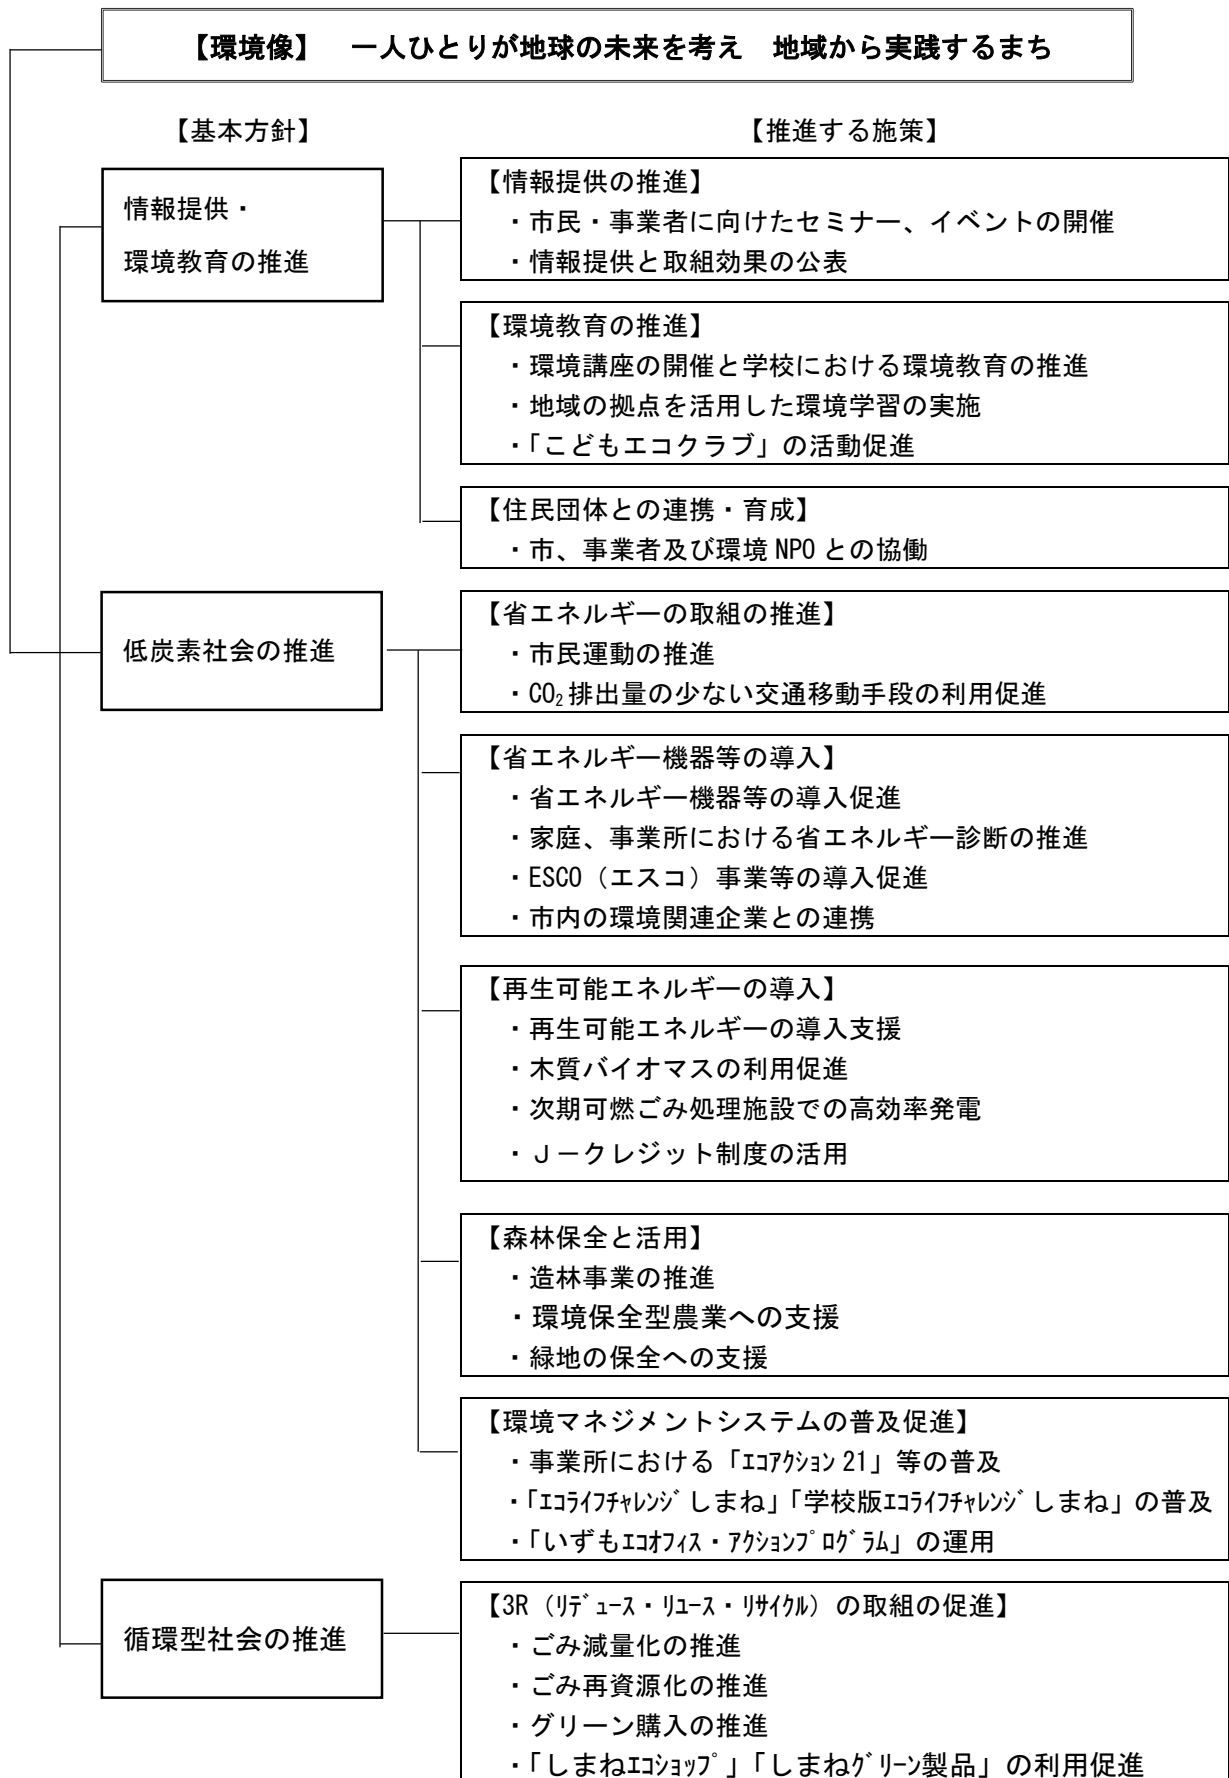 【環境像】　一人ひとりが地球の未来を考え　地域から実践するまち
【基本方針】
【推進する施策】
情報提供・
環境教育の推進
【情報提供の推進】
・市民・事業者に向けたセミナー、イベントの開催
・情報提供と取組効果の公表
【環境教育の推進】
・環境講座の開催と学校における環境教育の推進
・地域の拠点を活用した環境学習の実施
・「こどもエコクラブ」の活動促進
【住民団体との連携・育成】
・市、事業者及び環境 NPO との協働
低炭素社会の推進
【省エネルギーの取組の推進】
・市民運動の推進
・CO₂排出量の少ない交通移動手段の利用促進
【省エネルギー機器等の導入】
・省エネルギー機器等の導入促進
・家庭、事業所における省エネルギー診断の推進
・ESCO（エスコ）事業等の導入促進
・市内の環境関連企業との連携
【再生可能エネルギーの導入】
・再生可能エネルギーの導入支援
・木質バイオマスの利用促進
・次期可燃ごみ処理施設での高効率発電
・Ｊ－クレジット制度の活用
【森林保全と活用】
・造林事業の推進
・環境保全型農業への支援
・緑地の保全への支援
【環境マネジメントシステムの普及促進】
・事業所における「ｴｺｱｸｼｮﾝ 21」等の普及
・「ｴｺﾗｲﾌﾁｬﾚﾝｼﾞしまね」「学校版ｴｺﾗｲﾌﾁｬﾚﾝｼﾞしまね」の普及
・「いずもｴｺｵﾌｨｽ・ｱｸｼｮﾝﾌﾟﾛｸﾞﾗﾑ」の運用
循環型社会の推進
【3R（ﾘﾃﾞｭｰｽ・ﾘﾕｰｽ・ﾘｻｲｸﾙ）の取組の促進】
・ごみ減量化の推進
・ごみ再資源化の推進
・グリーン購入の推進
・「しまねｴｺｼｮｯﾌﾟ」「しまねｸﾞﾘｰﾝ製品」の利用促進